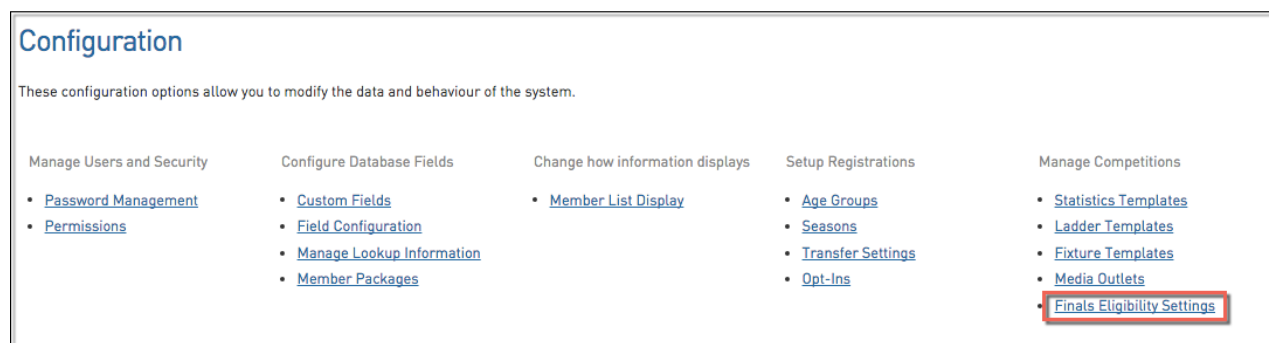 Configuration
These configuration options allow you to modify the data and behaviour of the system.
Manage Users and Security
Password Management
Permissions
Configure Database Fields
Custom Fields
Field Configuration
Manage Lookup Information
Member Packages
Change how information displays
Member List Display
Setup Registrations
Age Groups
Seasons
Transfer Settings
Opt-Ins
Manage Competitions
Statistics Templates
Ladder Templates
Fixture Templates
Media Outlets
Finals Eligibility Settings